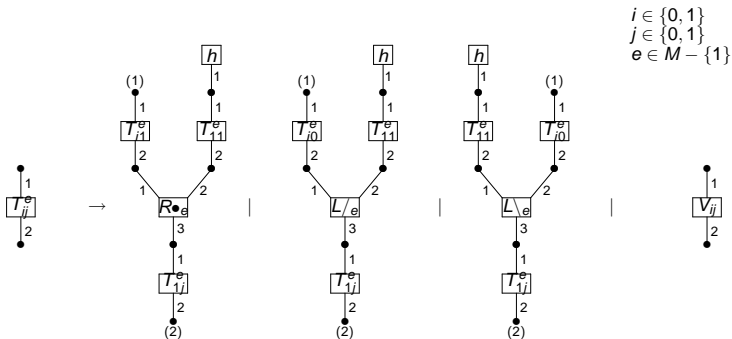 i ∈ {0, 1}
j ∈ {0, 1}
e ∈ M − {1}
h h h
1 1 1
(1) (1) (1)
1 1 1 1 1 1
T^e_{i1} T^e_{11} T^e_{i0} T^e_{11} T^e_{11} T^e_{i0}
2 2 2 2 2 2
1 2 1 2 1 2
1 1
T^e_{ij} → R•_e | L/_e | L\_e | V_{ij}
2 3 3 3 2
1 1 1
T^e_{1j} T^e_{1j} T^e_{1j}
2 2 2
(2) (2) (2)